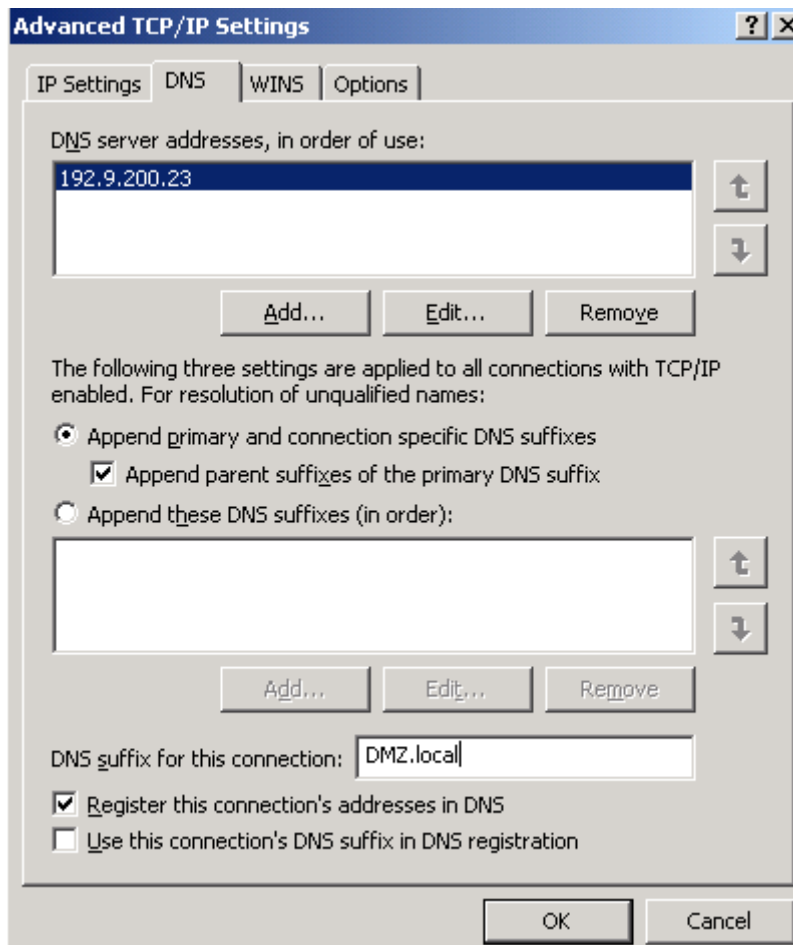 Advanced TCP/IP Settings
IP Settings DNS WINS Options
DNS server addresses, in order of use:
192.9.200.23
Add... Edit... Remove
The following three settings are applied to all connections with TCP/IP
enabled. For resolution of unqualified names:
Append primary and connection specific DNS suffixes
Append parent suffixes of the primary DNS suffix
Append these DNS suffixes (in order):
Add... Edit... Remove
DNS suffix for this connection: DMZ.local
Register this connection's addresses in DNS
Use this connection's DNS suffix in DNS registration
OK Cancel